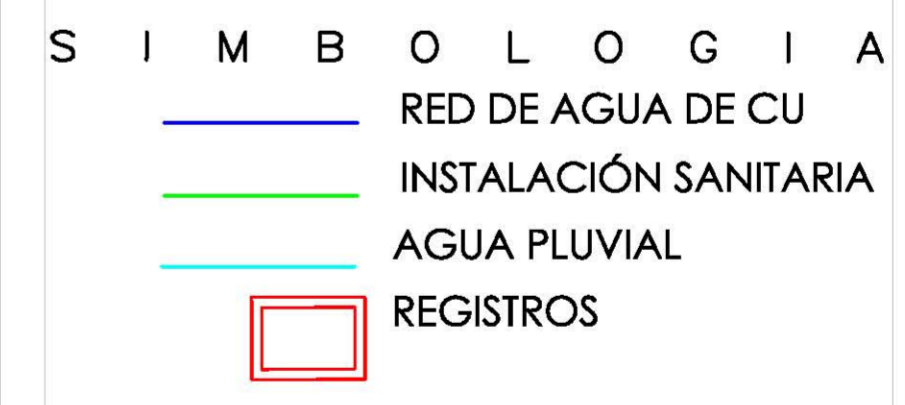 S I M B O L O G I A
RED DE AGUA DE CU
INSTALACIÓN SANITARIA
AGUA PLUVIAL
REGISTROS